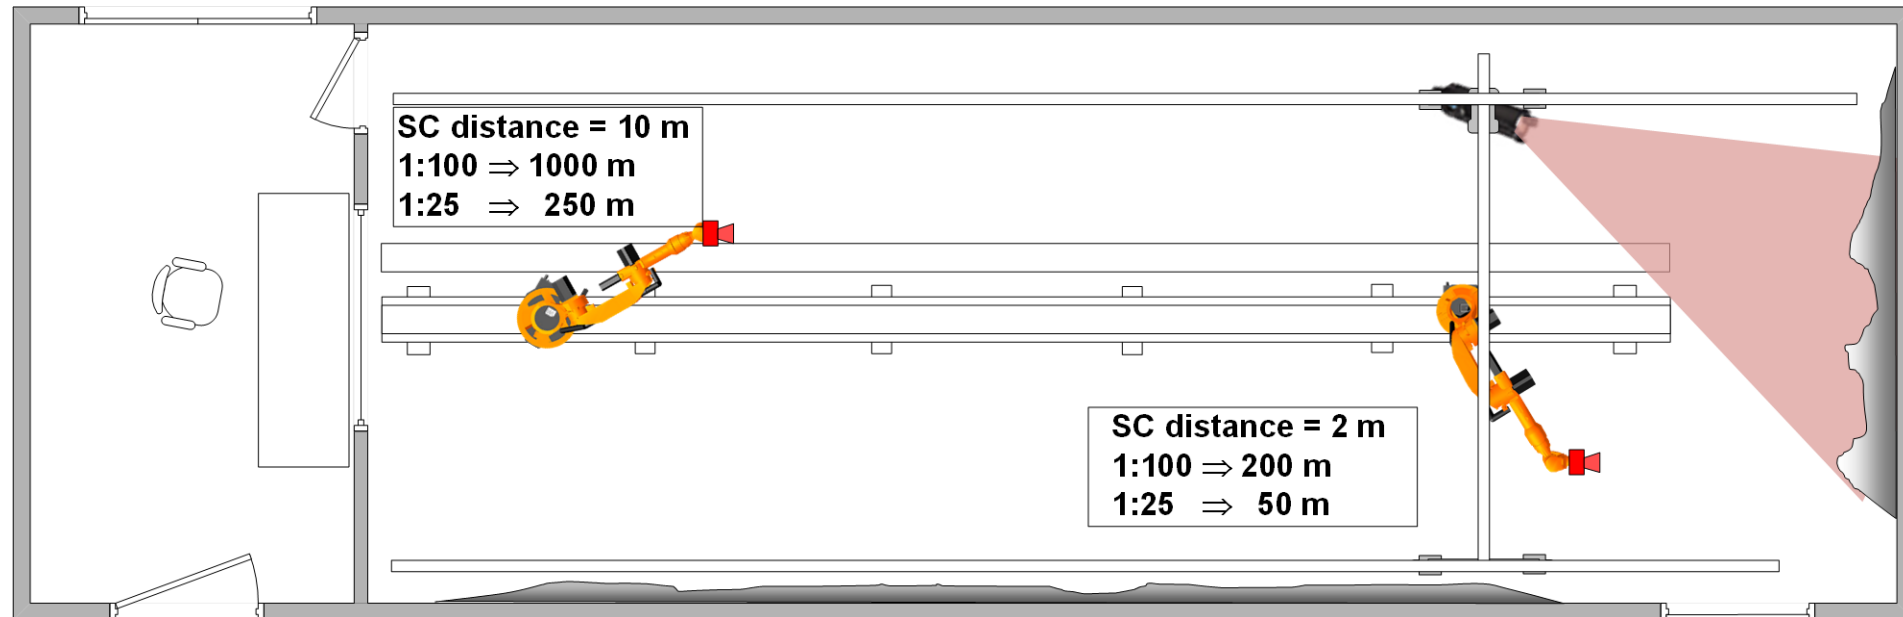 SC distance = 10 m
1:100 ⇒ 1000 m
1:25 ⇒ 250 m
SC distance = 2 m
1:100 ⇒ 200 m
1:25 ⇒ 50 m